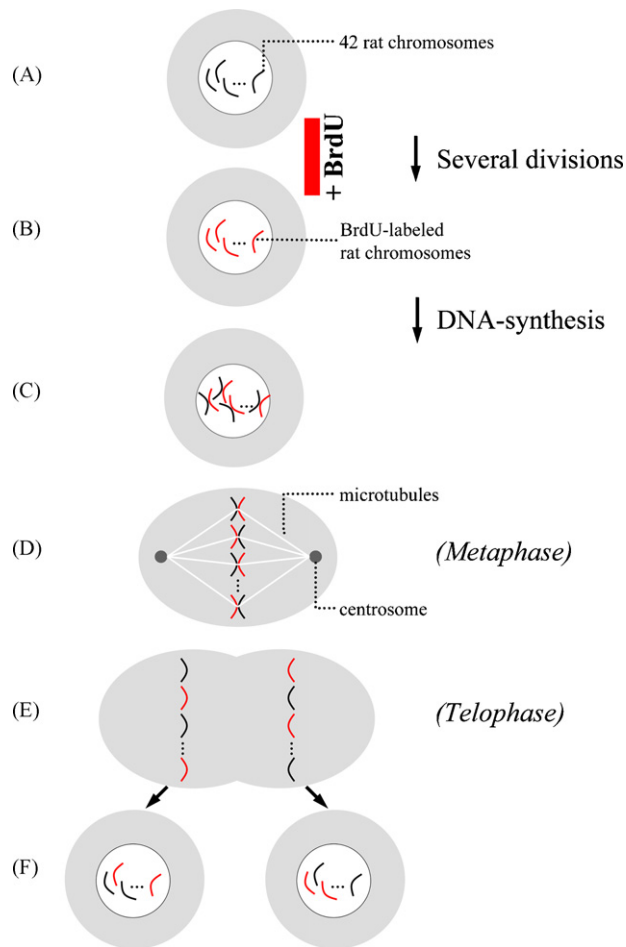 (A)
42 rat chromosomes
+ BrdU
Several divisions
(B)
BrdU-labeled
rat chromosomes
DNA-synthesis
(C)
microtubules
(D)
(Metaphase)
centrosome
(E)
(Telophase)
(F)